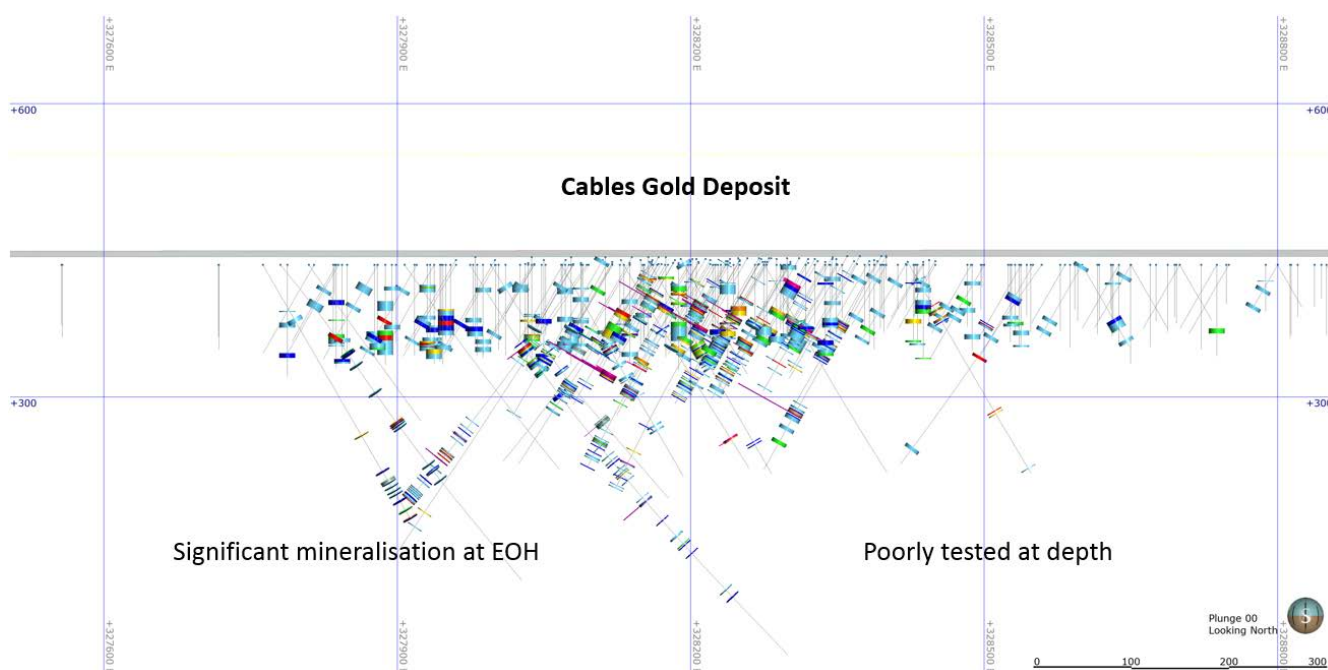 +327600 E
+327900 E
+328200 E
+328500 E
+328800 E
+600
+600
Cables Gold Deposit
+300
+300
Significant mineralisation at EOH
Poorly tested at depth
Plunge 00
Looking North
S
+327600 E
+327900 E
+328200 E
+328500 E
+328800 E
0 100 200 300